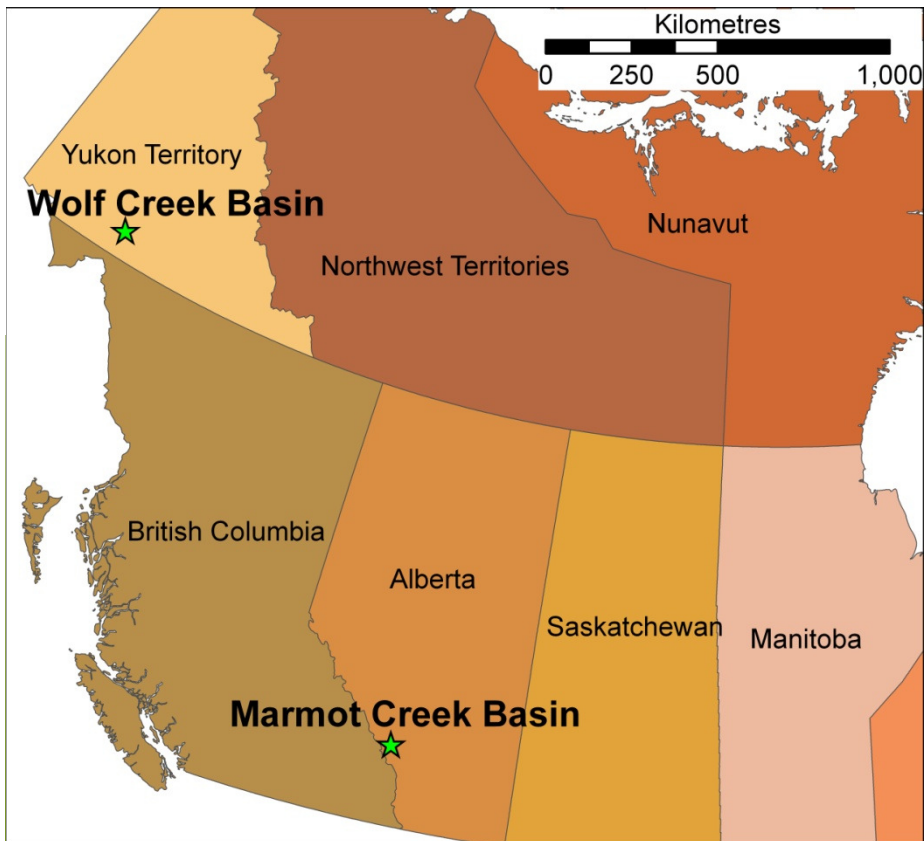 Kilometres
0 250 500 1,000
Yukon Territory
Wolf Creek Basin
Nunavut
Northwest Territories
British Columbia
Alberta
Saskatchewan
Manitoba
Marmot Creek Basin